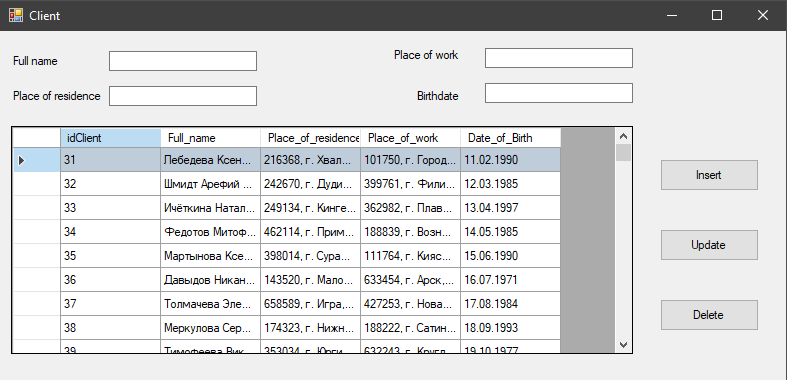 Client
Full name
Place of work
Place of residence
Birthdate
idClient Full_name Place_of_residence Place_of_work Date_of_Birth
31 Лебедева Ксен... 216368, г. Хвал... 101750, г. Город... 11.02.1990
32 Шмидт Арефий ... 242670, г. Дуди... 399761, г. Фили... 12.03.1985
33 Ичёткина Натал... 249134, г. Кинге... 362982, г. Плав... 13.04.1997
34 Федотов Митоф... 462114, г. Прим... 188839, г. Возн... 14.05.1985
35 Мартынова Ксе... 398014, г. Сура... 111764, г. Кияс... 15.06.1990
36 Давыдов Никан... 143520, г. Мало... 633454, г. Арск,... 16.07.1971
37 Толмачева Эле... 658589, г. Игра,... 427253, г. Нова... 17.08.1984
38 Меркулова Сер... 174323, г. Нижн... 188222, г. Сатин... 18.09.1993
39 Тимофеева Вик... 353034, г. Юрги... 632243, г. Кругл... 19.10.1977
Insert
Update
Delete